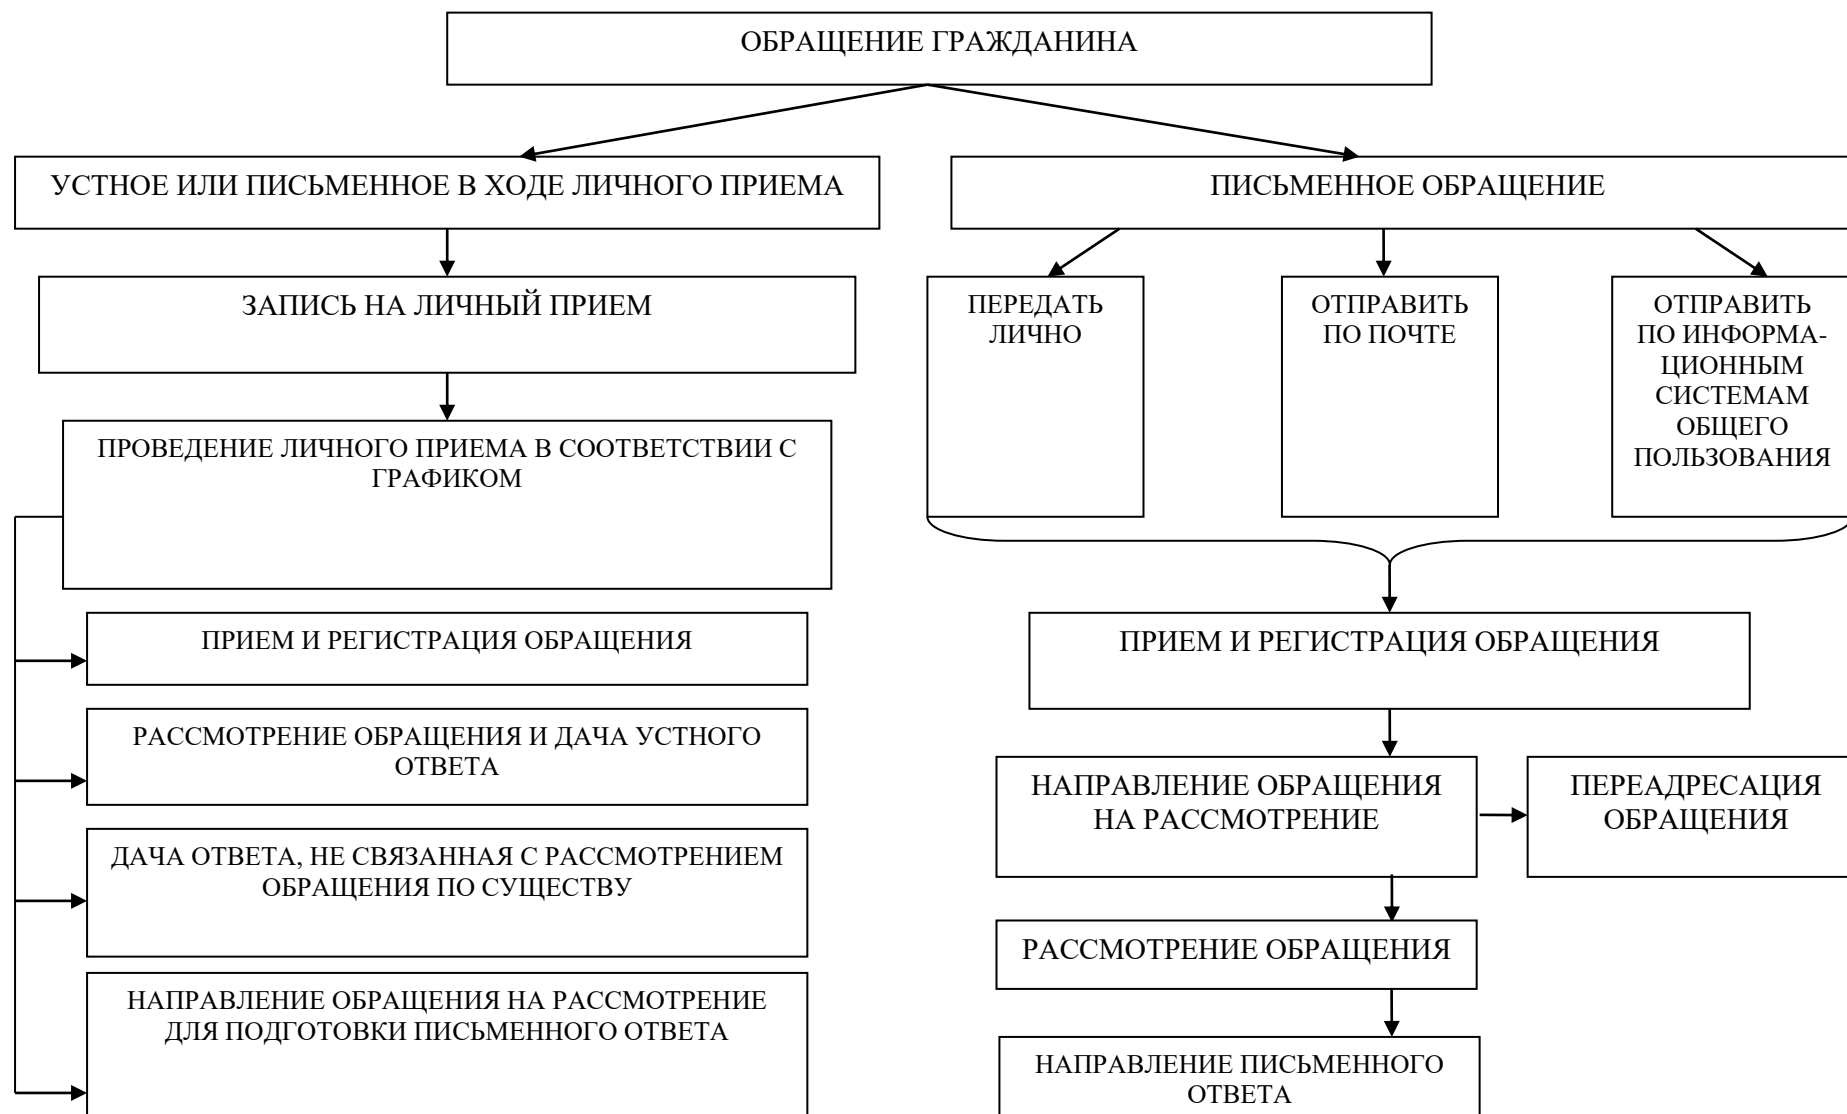 ОБРАЩЕНИЕ ГРАЖДАНИНА
УСТНОЕ ИЛИ ПИСЬМЕННОЕ В ХОДЕ ЛИЧНОГО ПРИЕМА
ЗАПИСЬ НА ЛИЧНЫЙ ПРИЕМ
ПРОВЕДЕНИЕ ЛИЧНОГО ПРИЕМА В СООТВЕТСТВИИ С
ГРАФИКОМ
ПРИЕМ И РЕГИСТРАЦИЯ ОБРАЩЕНИЯ
РАССМОТРЕНИЕ ОБРАЩЕНИЯ И ДАЧА УСТНОГО
ОТВЕТА
ДАЧА ОТВЕТА, НЕ СВЯЗАННАЯ С РАССМОТРЕНИЕМ
ОБРАЩЕНИЯ ПО СУЩЕСТВУ
НАПРАВЛЕНИЕ ОБРАЩЕНИЯ НА РАССМОТРЕНИЕ
ДЛЯ ПОДГОТОВКИ ПИСЬМЕННОГО ОТВЕТА
ПИСЬМЕННОЕ ОБРАЩЕНИЕ
ПЕРЕДАТЬ
ЛИЧНО
ОТПРАВИТЬ
ПО ПОЧТЕ
ОТПРАВИТЬ
ПО ИНФОРМА-
ЦИОННЫМ
СИСТЕМАМ
ОБЩЕГО
ПОЛЬЗОВАНИЯ
ПРИЕМ И РЕГИСТРАЦИЯ ОБРАЩЕНИЯ
НАПРАВЛЕНИЕ ОБРАЩЕНИЯ
НА РАССМОТРЕНИЕ
ПЕРЕАДРЕСАЦИЯ
ОБРАЩЕНИЯ
РАССМОТРЕНИЕ ОБРАЩЕНИЯ
НАПРАВЛЕНИЕ ПИСЬМЕННОГО
ОТВЕТА